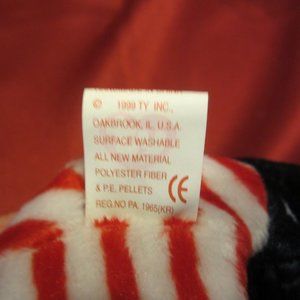 © 1999 TY INC.,
OAKBROOK, IL. U.S.A.
SURFACE WASHABLE
ALL NEW MATERIAL
POLYESTER FIBER
& P.E. PELLETS CE
REG. NO PA. 1965(KR)